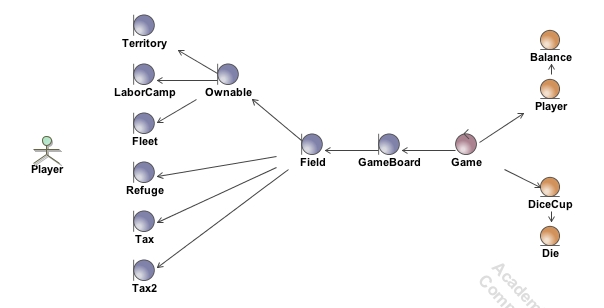 Territory
Balance
LaborCamp
Ownable
Player
Fleet
Player
Field
GameBoard
Game
Refuge
DiceCup
Tax
Die
Tax2
Academ
Comm